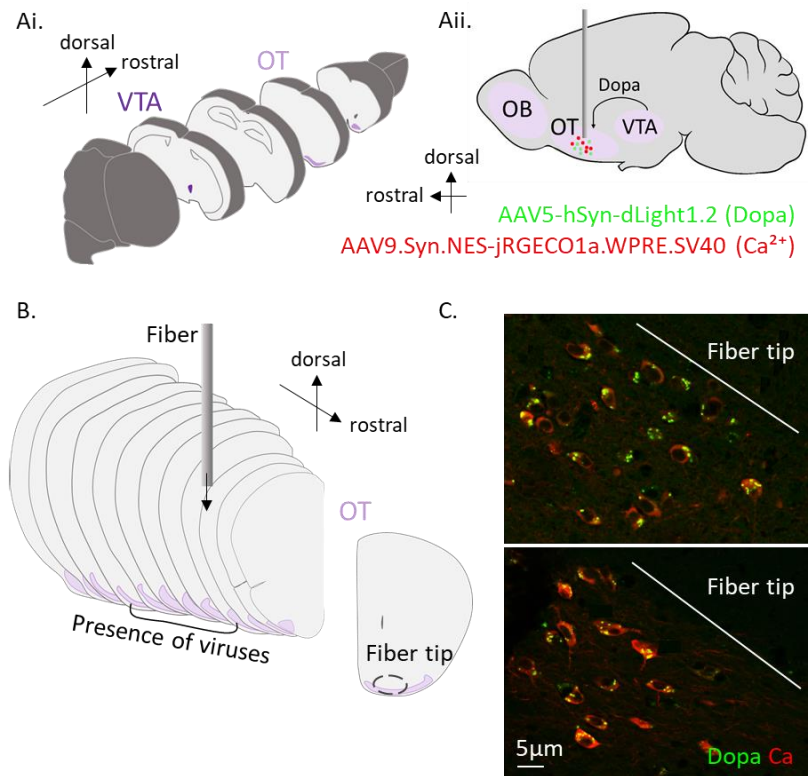 Ai.
dorsal
rostral
OT
VTA
Aii.
Dopa
OB
OT
VTA
dorsal
rostral
AAV5-hSyn-dLight1.2 (Dopa)
AAV9.Syn.NES-jRGECO1a.WPRE.SV40 (Ca²⁺)
B.
Fiber
dorsal
rostral
OT
Presence of viruses
Fiber tip
C.
Fiber tip
Fiber tip
5µm
Dopa Ca